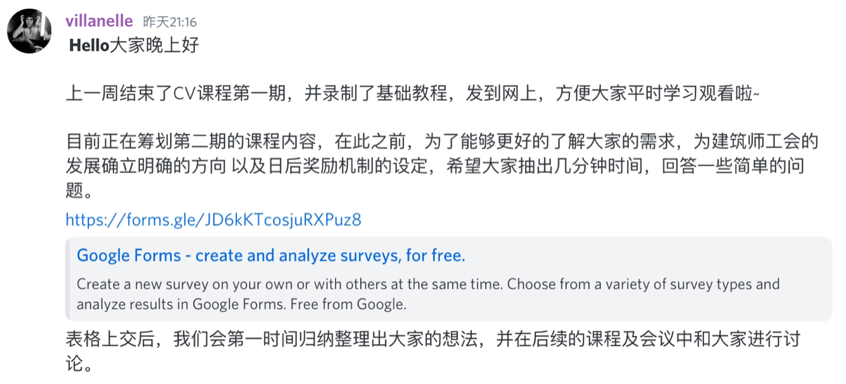 villanelle 昨天21:16
Hello大家晚上好
上一周结束了CV课程第一期，并录制了基础教程，发到网上，方便大家平时学习观看啦~
目前正在筹划第二期的课程内容，在此之前，为了能够更好的了解大家的需求，为建筑师工会的
发展确立明确的方向 以及日后奖励机制的设定，希望大家抽出几分钟时间，回答一些简单的问
题。
https://forms.gle/JD6kKTcosjuRXPuz8
Google Forms - create and analyze surveys, for free.
Create a new survey on your own or with others at the same time. Choose from a variety of survey types and
analyze results in Google Forms. Free from Google.
表格上交后，我们会第一时间归纳整理出大家的想法，并在后续的课程及会议中和大家进行讨
论。